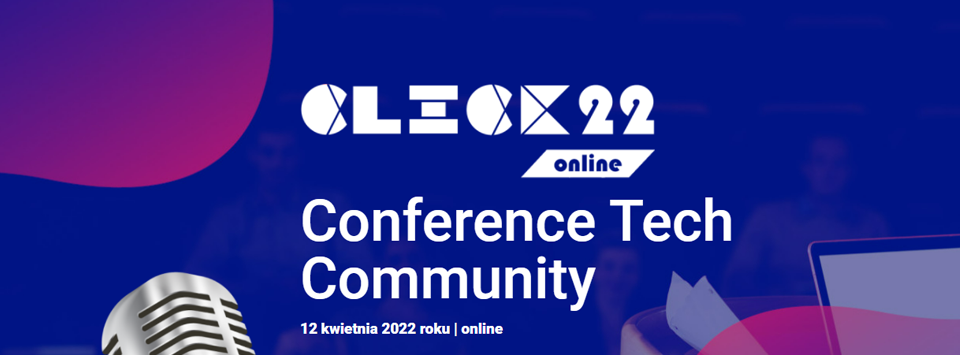 CLICK22
online
Conference Tech
Community
12 kwietnia 2022 roku | online